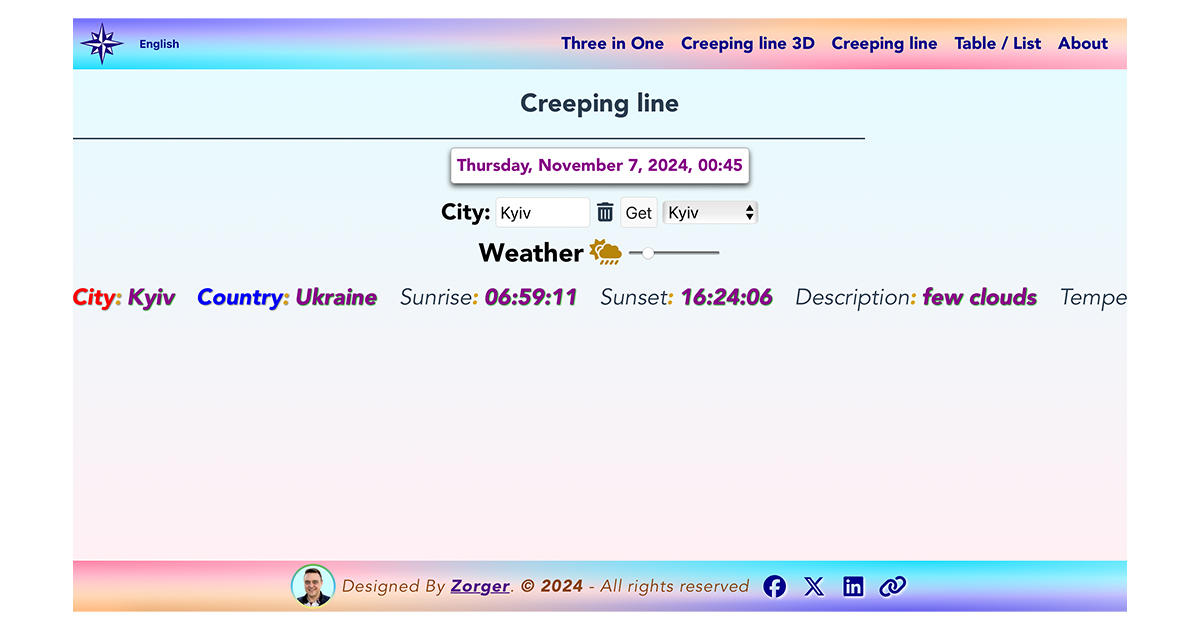 English Three in One Creeping line 3D Creeping line Table / List About
Creeping line
Thursday, November 7, 2024, 00:45
City: Kyiv Get Kyiv
Weather
City: Kyiv Country: Ukraine Sunrise: 06:59:11 Sunset: 16:24:06 Description: few clouds Tempe
Designed By Zorger. © 2024 - All rights reserved